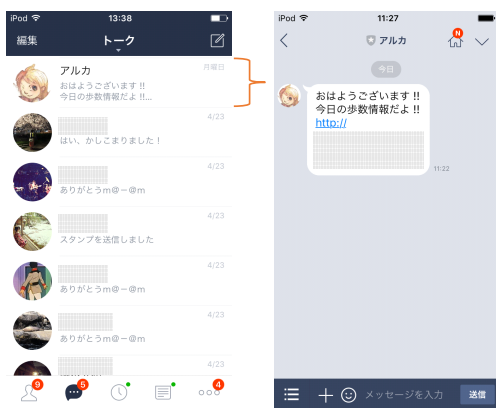 iPod 13:38
編集 トーク
アルカ 月曜日
おはようございます !!
今日の歩数情報だよ !!...
4/23
はい、かしこまりました！
4/23
ありがとうm＠－＠m
4/23
スタンプを送信しました
4/23
ありがとうm＠－＠m
4/23
ありがとうm＠－＠m
4/23
9 5 4
iPod 11:27
アルカ N
今日
おはようございます !!
今日の歩数情報だよ !!
http://
11:22
メッセージを入力 送信